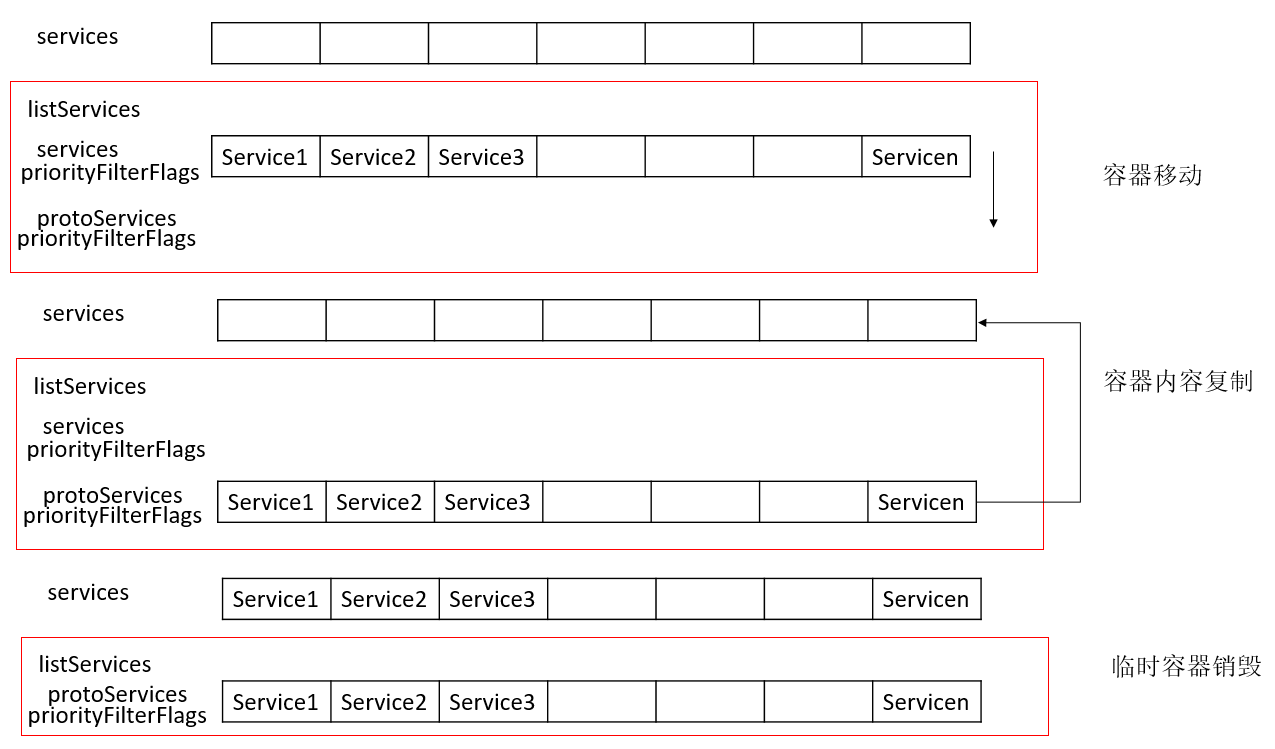 services
listServices
services
priorityFilterFlags
Service1 Service2 Service3 Servicen
protoServices
priorityFilterFlags
容器移动
services
listServices
services
priorityFilterFlags
protoServices
priorityFilterFlags
Service1 Service2 Service3 Servicen
容器内容复制
services
Service1 Service2 Service3 Servicen
listServices
protoServices
priorityFilterFlags
Service1 Service2 Service3 Servicen
临时容器销毁